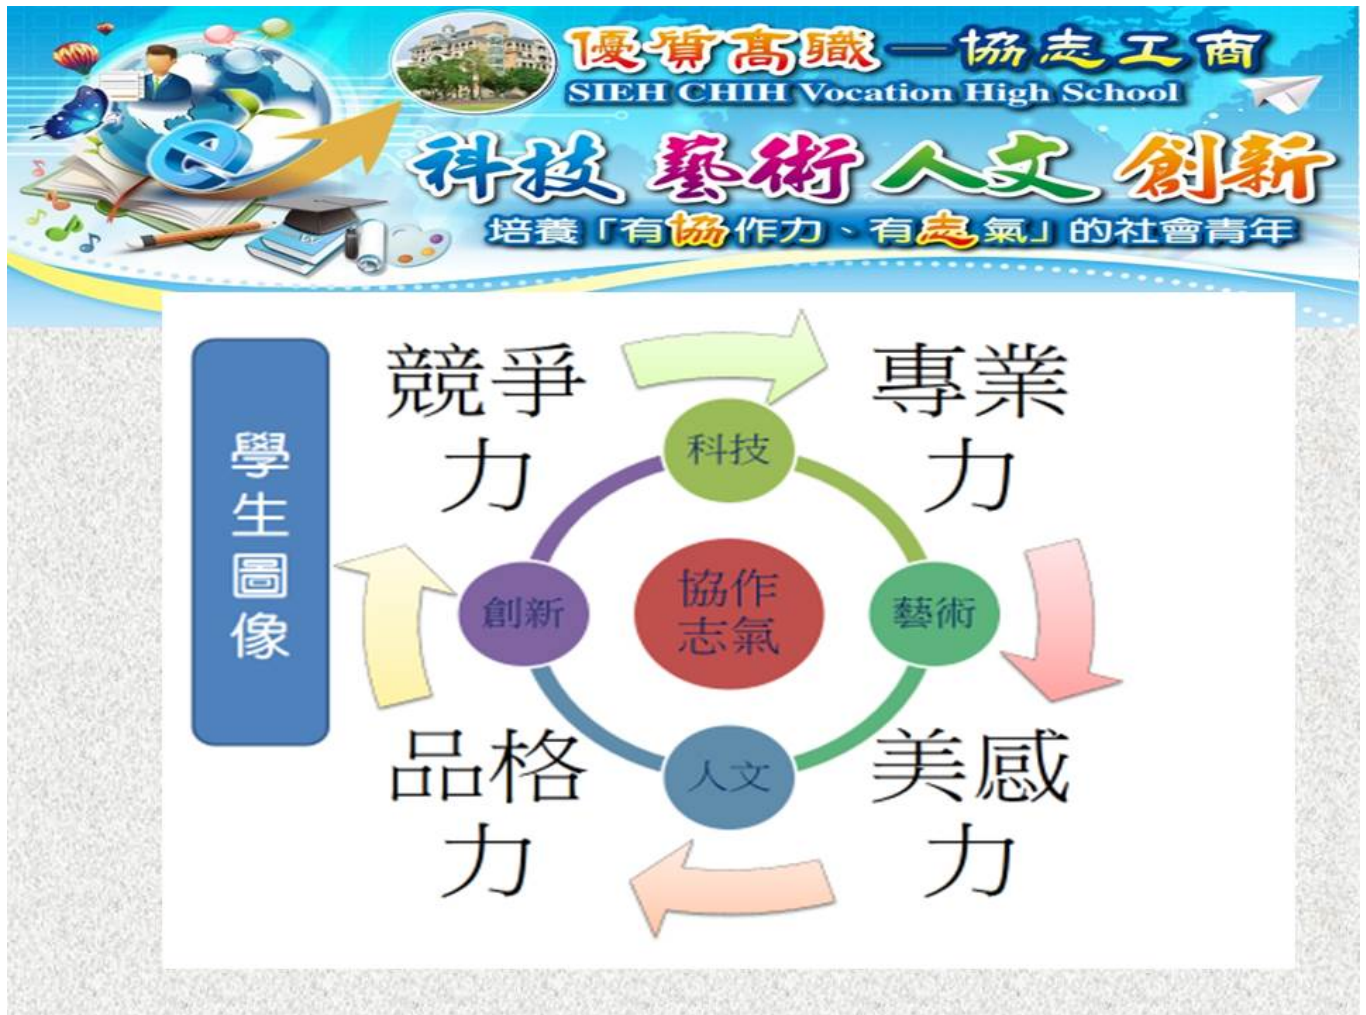 優質高職－協志工商
SIEH CHIH Vocation High School
科技 藝術 人文 創新
培養「有協作力、有志氣」的社會青年
學生圖像
競爭
力
專業
力
科技
創新
協作
志氣
藝術
人文
品格
力
美感
力